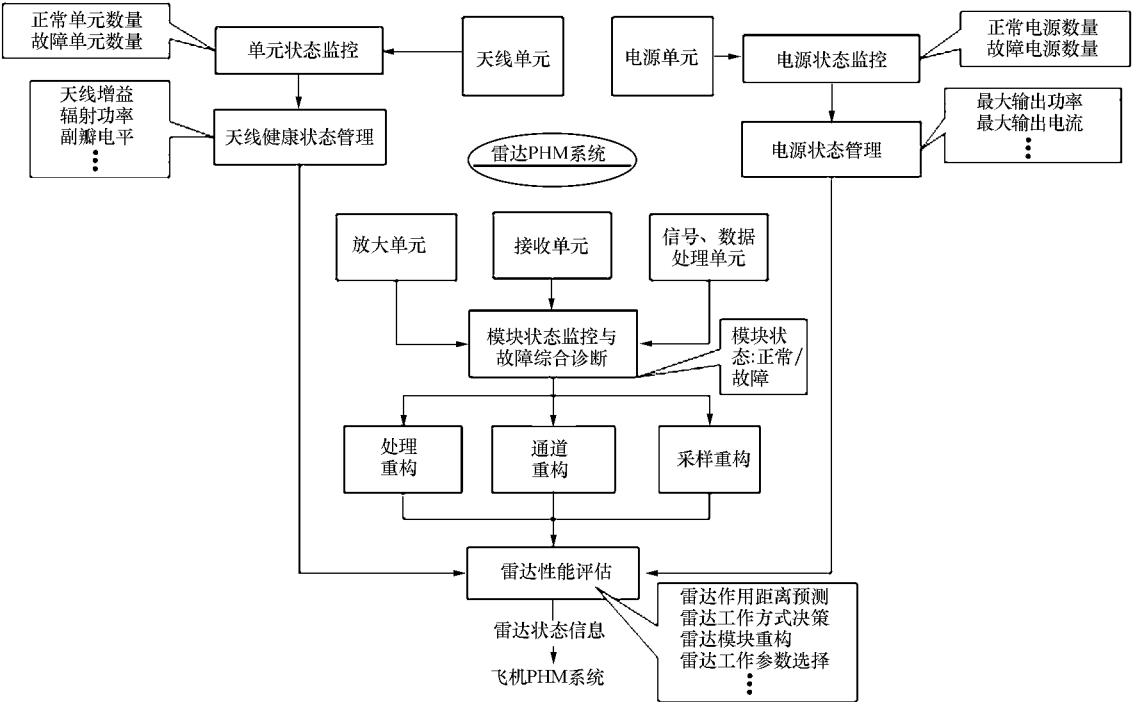 正常单元数量
故障单元数量
单元状态监控
天线单元
电源单元
电源状态监控
正常电源数量
故障电源数量
天线增益
辐射功率
副瓣电平
天线健康状态管理
雷达PHM系统
电源状态管理
最大输出功率
最大输出电流
放大单元
接收单元
信号、数据
处理单元
模块状态监控与
故障综合诊断
模块状
态:正常/
故障
处理
重构
通道
重构
采样重构
雷达性能评估
雷达作用距离预测
雷达工作方式决策
雷达模块重构
雷达工作参数选择
雷达状态信息
飞机PHM系统